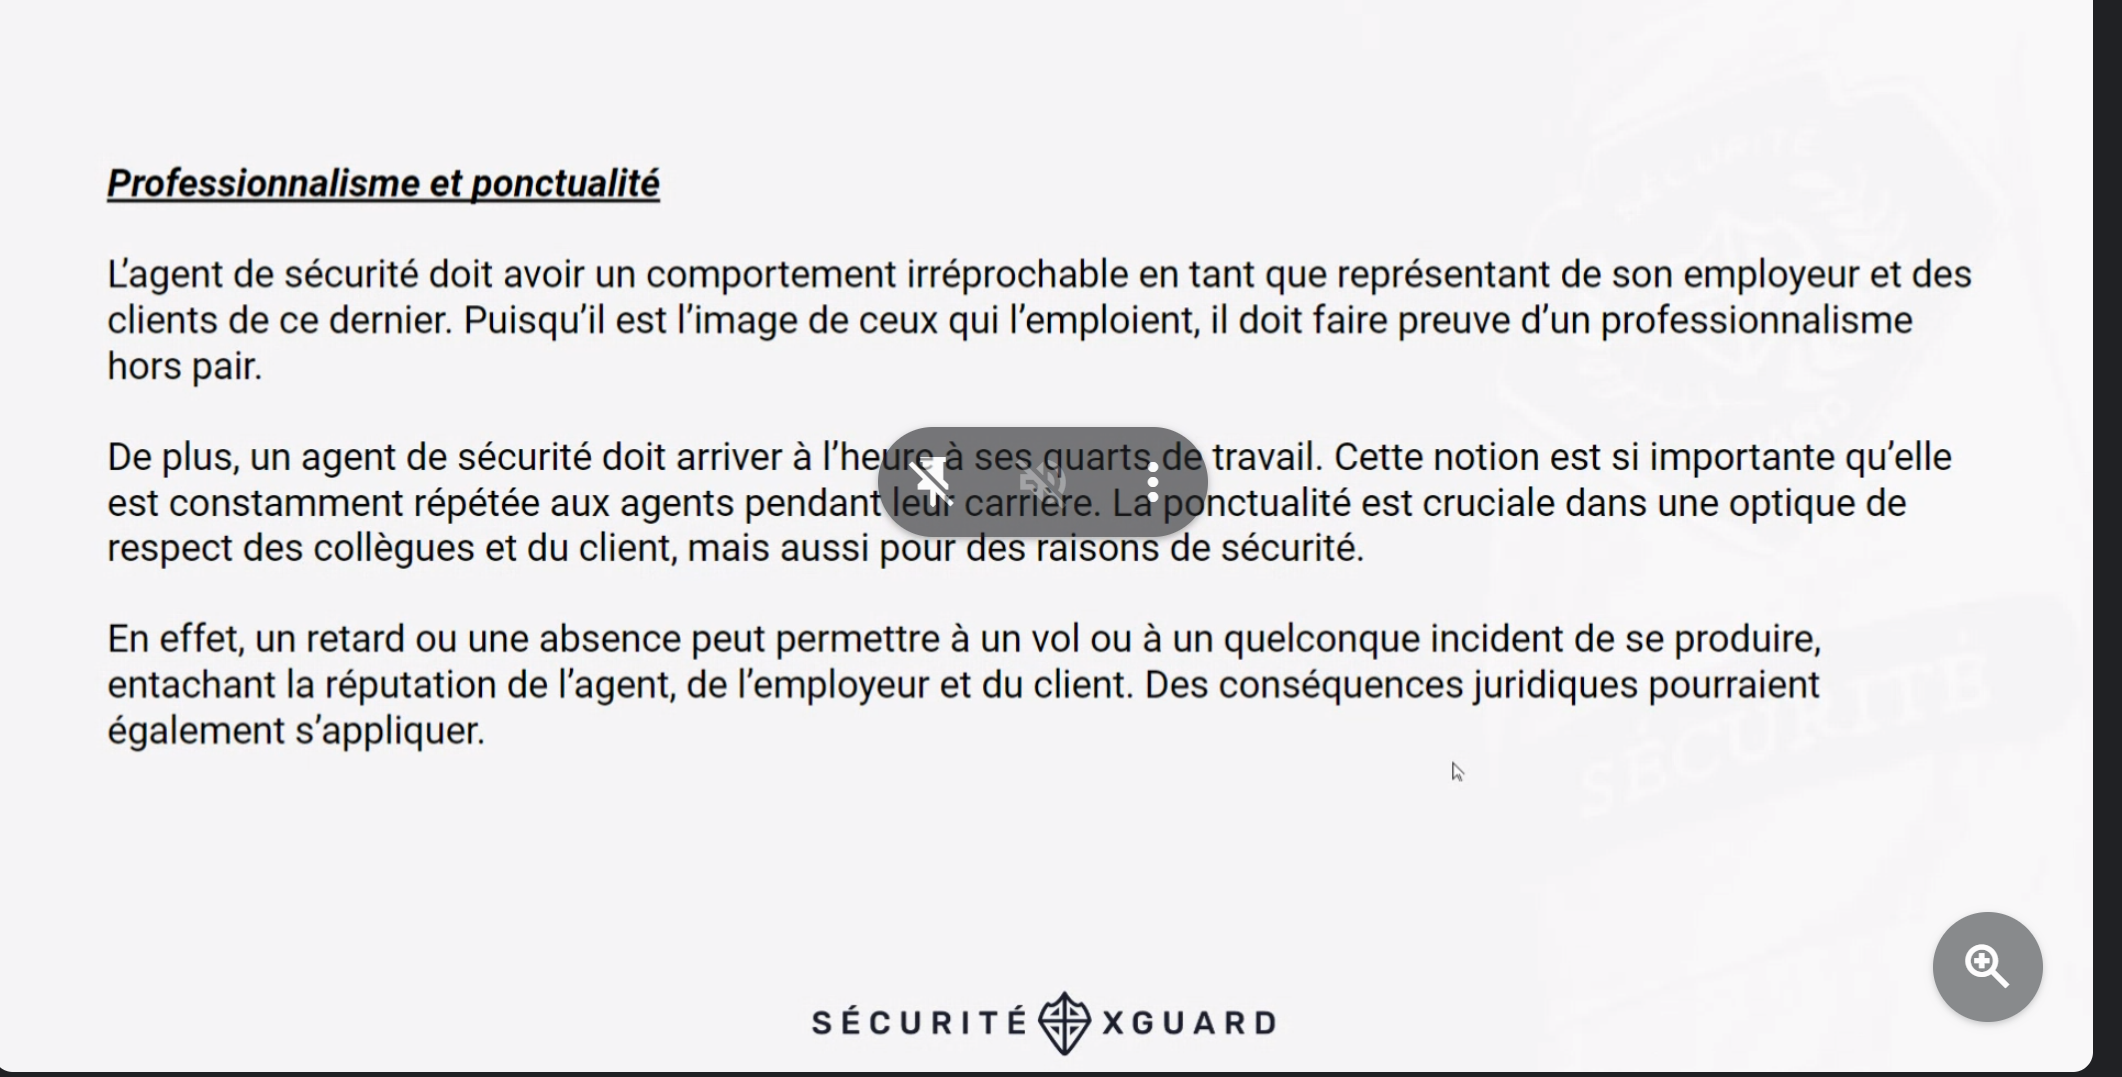 Professionnalisme et ponctualité
L’agent de sécurité doit avoir un comportement irréprochable en tant que représentant de son employeur et des
clients de ce dernier. Puisqu’il est l’image de ceux qui l’emploient, il doit faire preuve d’un professionnalisme
hors pair.
De plus, un agent de sécurité doit arriver à l’heure à ses quarts de travail. Cette notion est si importante qu’elle
est constamment répétée aux agents pendant leur carrière. La ponctualité est cruciale dans une optique de
respect des collègues et du client, mais aussi pour des raisons de sécurité.
En effet, un retard ou une absence peut permettre à un vol ou à un quelconque incident de se produire,
entachant la réputation de l’agent, de l’employeur et du client. Des conséquences juridiques pourraient
également s’appliquer.
SÉCURITÉ
SÉCURITÉ
SÉCURITÉ XGUARD